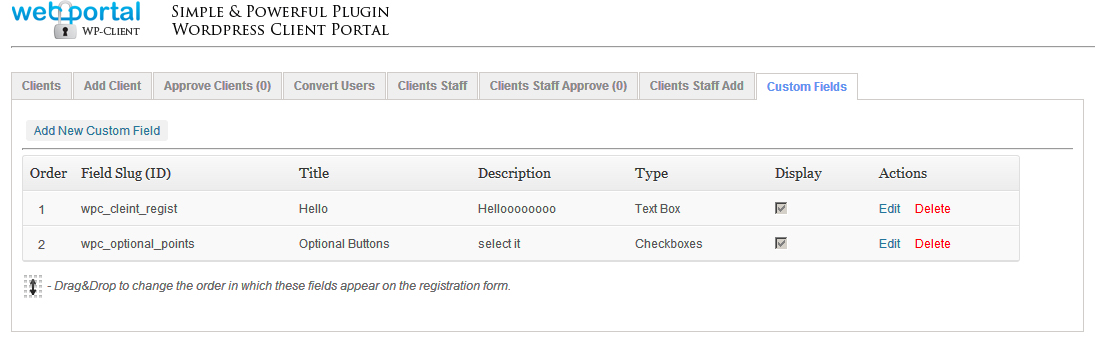 web portal
WP-CLIENT
SIMPLE & POWERFUL PLUGIN
WORDPRESS CLIENT PORTAL
Clients Add Client Approve Clients (0) Convert Users Clients Staff Clients Staff Approve (0) Clients Staff Add Custom Fields
Add New Custom Field
Order Field Slug (ID) Title Description Type Display Actions
1 wpc_cleint_regist Hello Helloooooooo Text Box Edit Delete
2 wpc_optional_points Optional Buttons select it Checkboxes Edit Delete
- Drag&Drop to change the order in which these fields appear on the registration form.